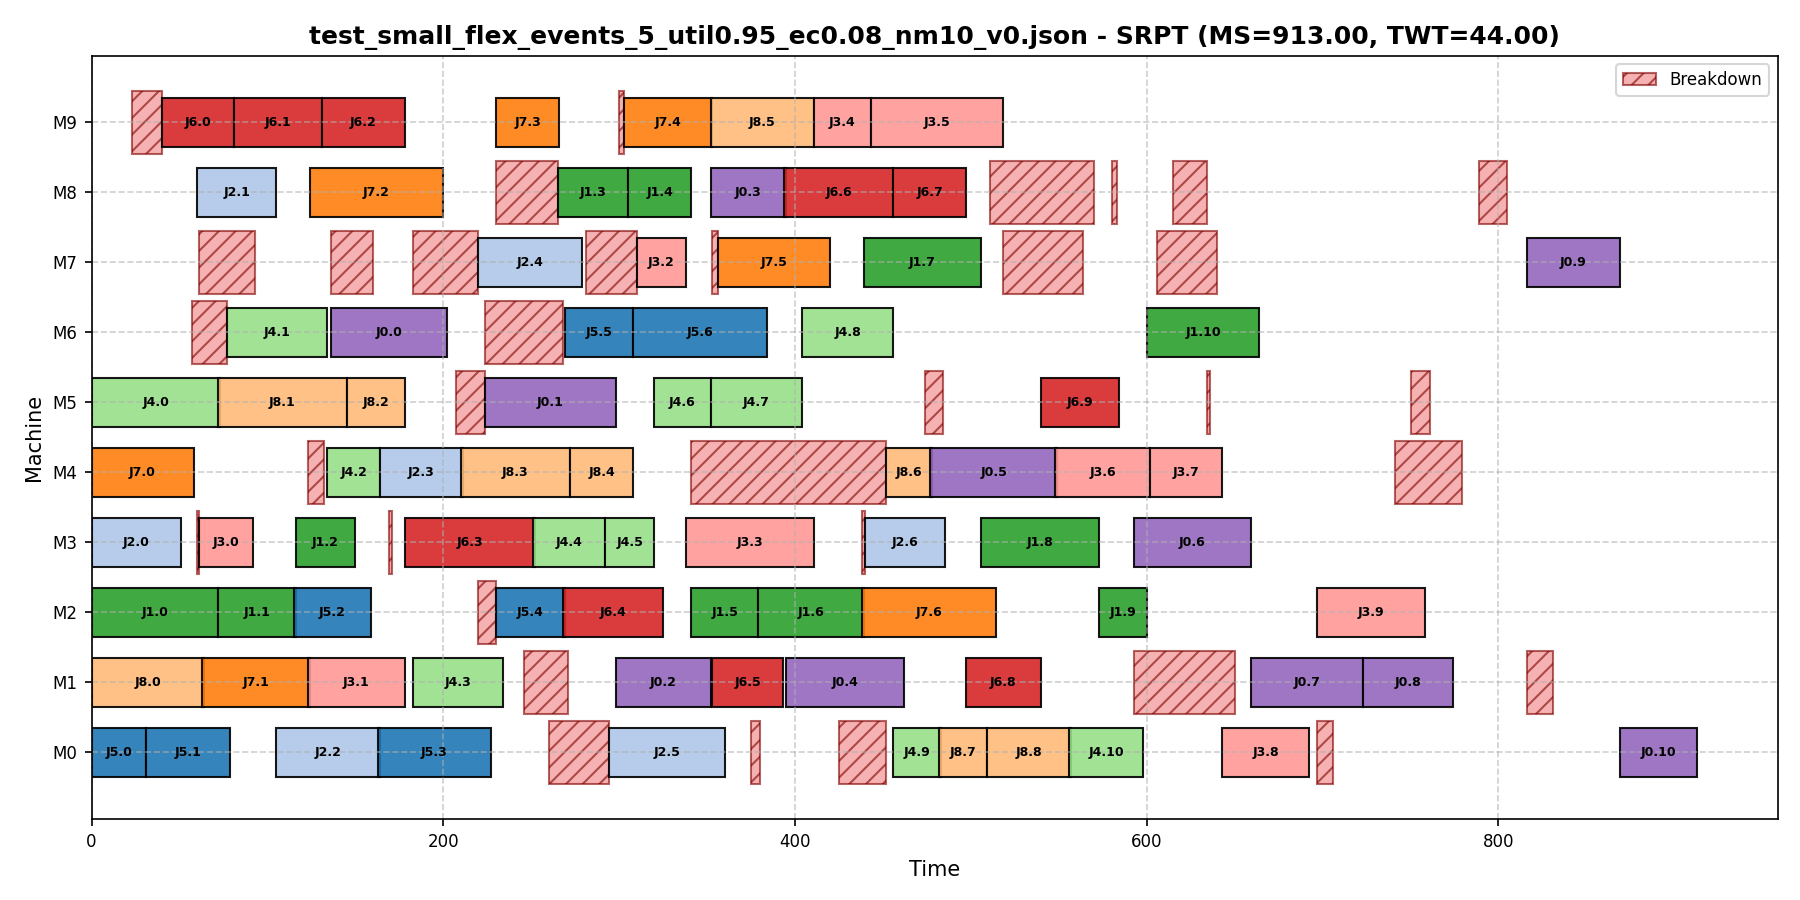 test_small_flex_events_5_util0.95_ec0.08_nm10_v0.json - SRPT (MS=913.00, TWT=44.00)
Breakdown
M9 J6.0 J6.1 J6.2 J7.3 J7.4 J8.5 J3.4 J3.5
M8 J2.1 J7.2 J1.3 J1.4 J0.3 J6.6 J6.7
M7 J2.4 J3.2 J7.5 J1.7 J0.9
M6 J4.1 J0.0 J5.5 J5.6 J4.8 J1.10
M5 J4.0 J8.1 J8.2 J0.1 J4.6 J4.7 J6.9
M4 J7.0 J4.2 J2.3 J8.3 J8.4 J8.6 J0.5 J3.6 J3.7
M3 J2.0 J3.0 J1.2 J6.3 J4.4 J4.5 J3.3 J2.6 J1.8 J0.6
M2 J1.0 J1.1 J5.2 J5.4 J6.4 J1.5 J1.6 J7.6 J1.9 J3.9
M1 J8.0 J7.1 J3.1 J4.3 J0.2 J6.5 J0.4 J6.8 J0.7 J0.8
M0 J5.0 J5.1 J2.2 J5.3 J2.5 J4.9 J8.7 J8.8 J4.10 J3.8 J0.10
Machine
0 200 400 600 800
Time